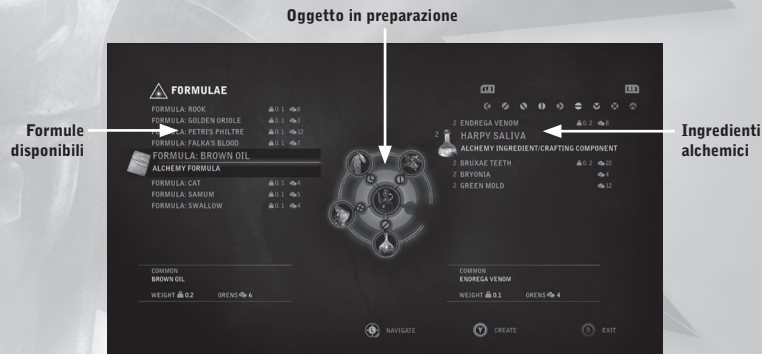 Oggetto in preparazione
Formule disponibili
Ingredienti alchemici
FORMULAE
FORMULA: ROOK 0. 1 8
FORMULA: GOLDEN ORIOLE 0. 1 3
FORMULA: PETRI'S PHILTRE 0. 1 12
FORMULA: FALKA'S BLOOD 0. 1 7
FORMULA: BROWN OIL
ALCHEMY FORMULA
FORMULA: CAT 0. 1 4
FORMULA: SAMUM 0. 1 5
FORMULA: SWALLOW 0. 1 4
COMMON
BROWN OIL
WEIGHT 0.2 ORENS 6
LB RB
2 ENDREGA VENOM 0. 2 8
2 HARPY SALIVA
ALCHEMY INGREDIENT/CRAFTING COMPONENT
2 BRUXAE TEETH 0. 2 22
2 BRYONIA 4
2 GREEN MOLD 12
COMMON
ENDREGA VENOM
WEIGHT 0.1 ORENS 4
L NAVIGATE
Y CREATE
B EXIT